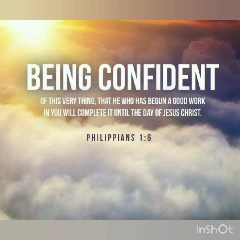 BEING CONFIDENT
OF THIS VERY THING, THAT HE WHO HAS BEGUN A GOOD WORK
IN YOU WILL COMPLETE IT UNTIL THE DAY OF JESUS CHRIST.
PHILIPPIANS 1:6
InShOt